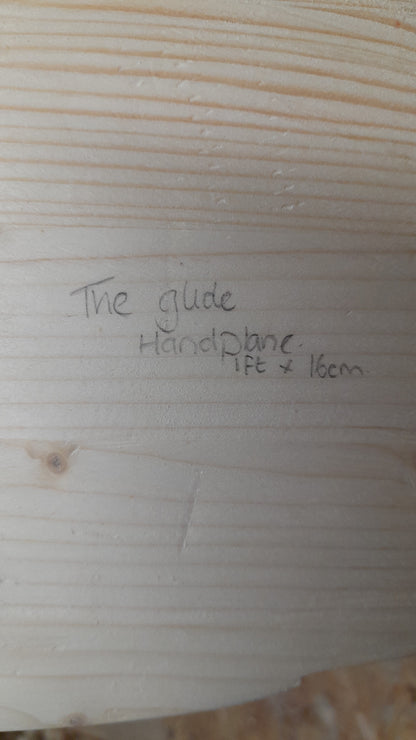 The glide
Handplane.
1ft x 16cm